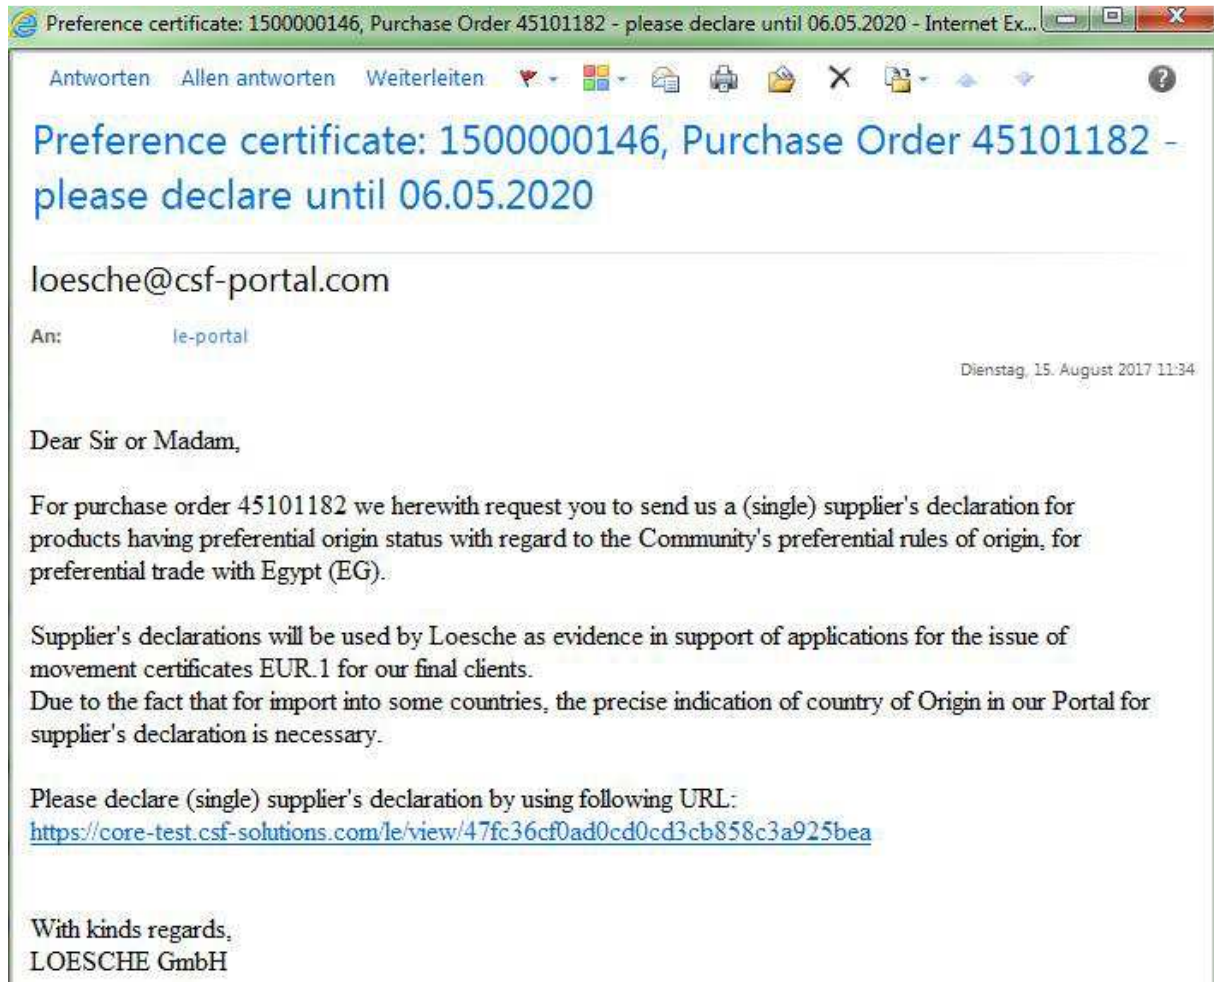 Preference certificate: 1500000146, Purchase Order 45101182 - please declare until 06.05.2020 - Internet Ex...
Antworten Allen antworten Weiterleiten
Preference certificate: 1500000146, Purchase Order 45101182 -
please declare until 06.05.2020
loesche@csf-portal.com
An: le-portal
Dienstag, 15. August 2017 11:34
Dear Sir or Madam,
For purchase order 45101182 we herewith request you to send us a (single) supplier's declaration for
products having preferential origin status with regard to the Community's preferential rules of origin, for
preferential trade with Egypt (EG).
Supplier's declarations will be used by Loesche as evidence in support of applications for the issue of
movement certificates EUR.1 for our final clients.
Due to the fact that for import into some countries, the precise indication of country of Origin in our Portal for
supplier's declaration is necessary.
Please declare (single) supplier's declaration by using following URL:
https://core-test.csf-solutions.com/le/view/47fc36cf0ad0cd0cd3cb858c3a925bea
With kinds regards,
LOESCHE GmbH